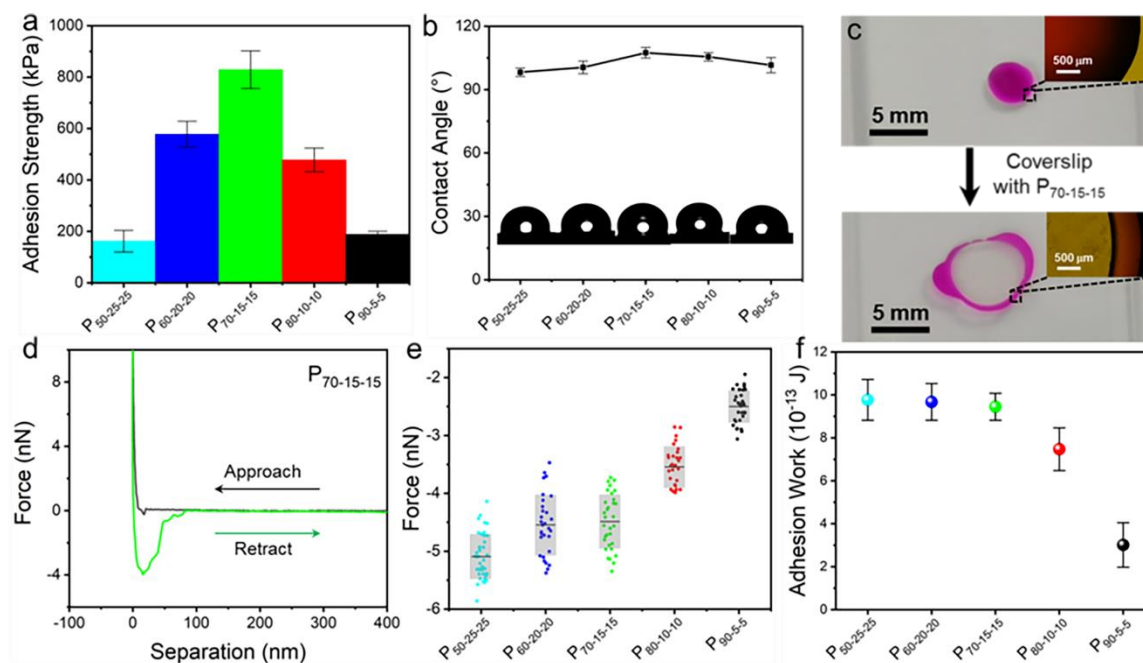 a
1000
800
600
400
200
0
Adhesion Strength (kPa)
P50-25-25
P60-20-20
P70-15-15
P80-10-10
P90-5-5
b
120
90
60
30
0
Contact Angle (°)
P50-25-25
P60-20-20
P70-15-15
P80-10-10
P90-5-5
c
500 μm
5 mm
Coverslip
with P70-15-15
500 μm
5 mm
d
P70-15-15
8
4
0
-4
Force (nN)
Approach
Retract
-100
0
100
200
300
400
Separation (nm)
e
-2
-3
-4
-5
-6
Force (nN)
P50-25-25
P60-20-20
P70-15-15
P80-10-10
P90-5-5
f
12
10
8
6
4
2
0
Adhesion Work (10-13 J)
P50-25-25
P60-20-20
P70-15-15
P80-10-10
P90-5-5